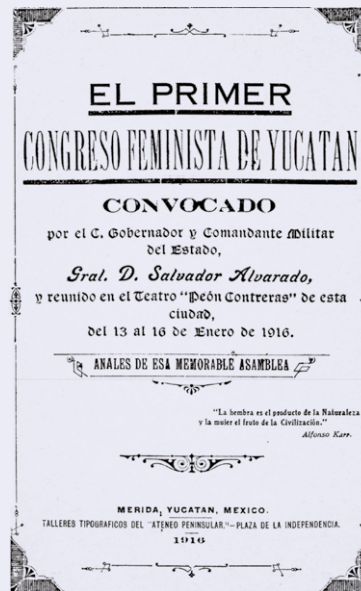 EL PRIMER
CONGRESO FEMINISTA DE YUCATAN
CONVOCADO
por el C. Gobernador y Comandante Militar
del Estado,
Gral. D. Salvador Alvarado,
y reunido en el Teatro "Peón Contreras" de esta
ciudad,
del 13 al 16 de Enero de 1916.
ANALES DE ESA MEMORABLE ASAMBLEA
"La hembra es el producto de la Naturaleza
y la mujer el fruto de la Civilización."
Alfonso Karr.
MERIDA, YUCATAN, MEXICO.
TALLERES TIPOGRAFICOS DEL "ATENEO PENINSULAR."—PLAZA DE LA INDEPENDENCIA.
1916